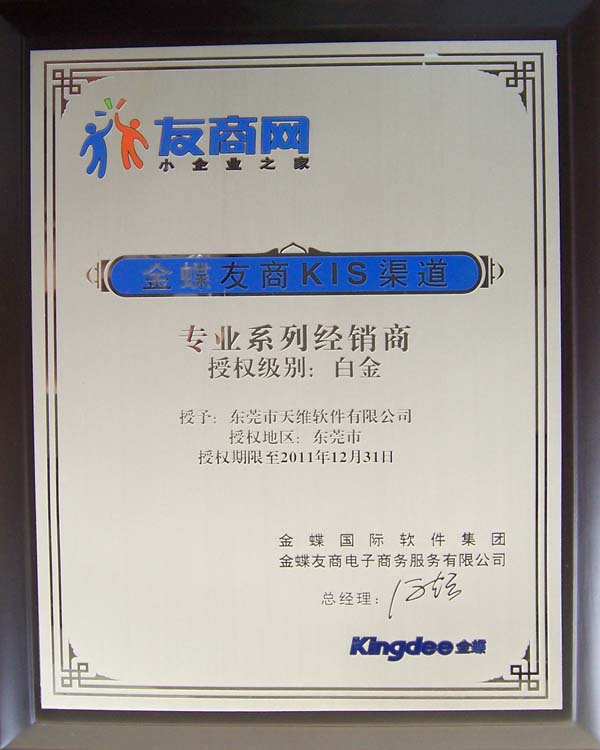 友商网
小企业之家
金蝶友商KIS渠道
专业系列经销商
授权级别：白金
授予：东莞市天维软件有限公司
授权地区：东莞市
授权期限至2011年12月31日
金蝶国际软件集团
金蝶友商电子商务服务有限公司
总经理：
Kingdee金蝶